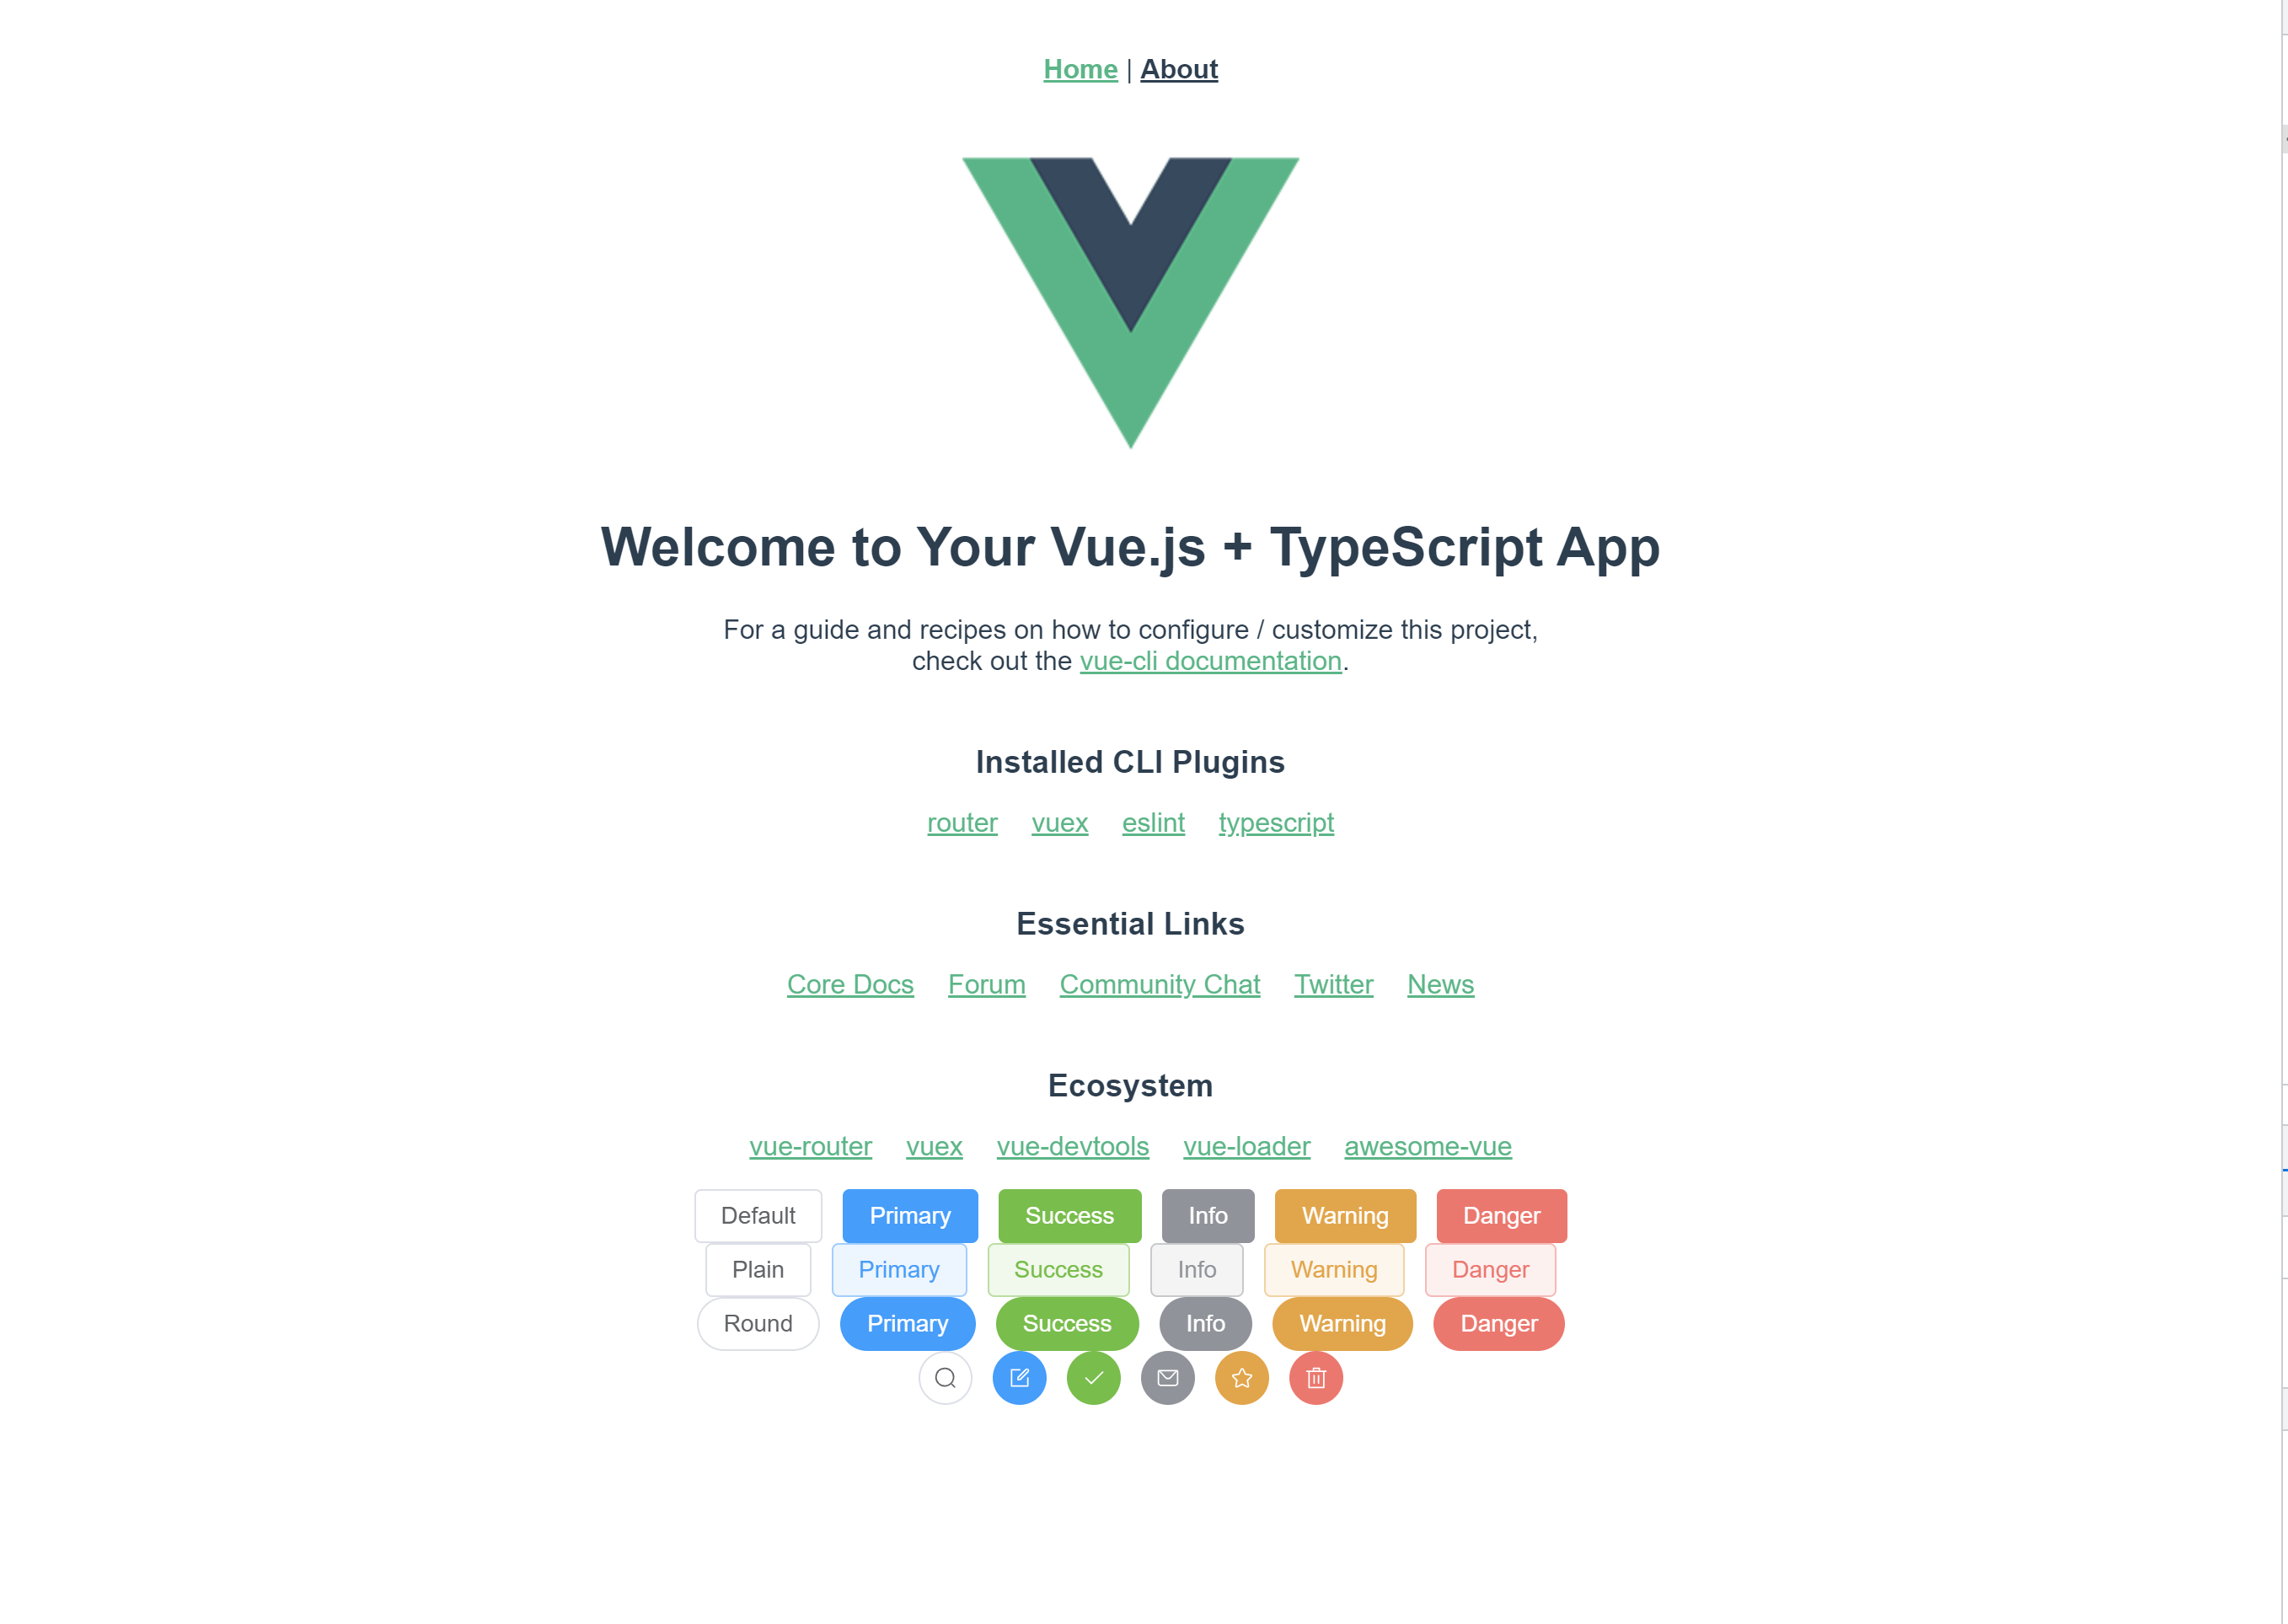 Home | About
Welcome to Your Vue.js + TypeScript App
For a guide and recipes on how to configure / customize this project,
check out the vue-cli documentation.
Installed CLI Plugins
router vuex eslint typescript
Essential Links
Core Docs Forum Community Chat Twitter News
Ecosystem
vue-router vuex vue-devtools vue-loader awesome-vue
Default Primary Success Info Warning Danger
Plain Primary Success Info Warning Danger
Round Primary Success Info Warning Danger